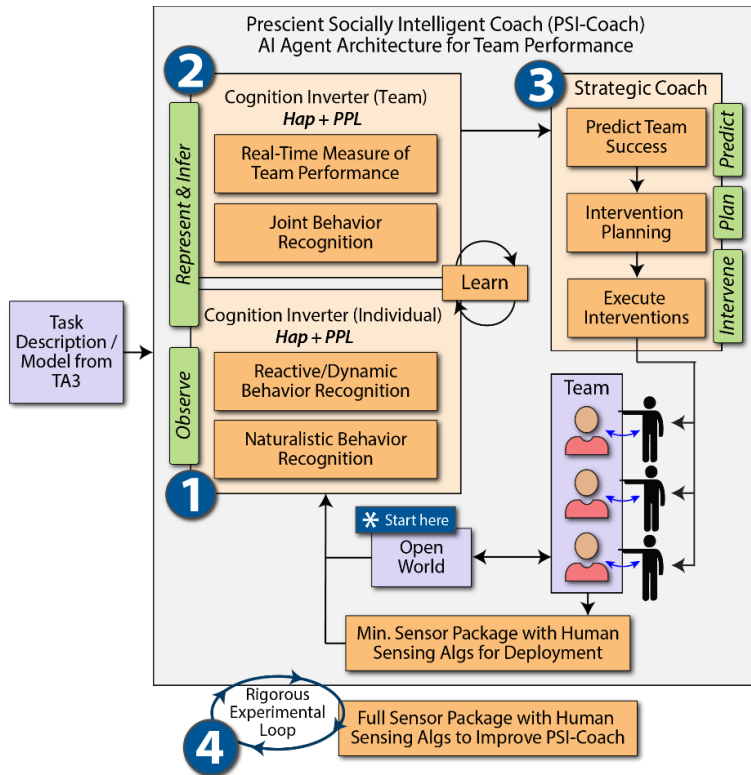 Prescient Socially Intelligent Coach (PSI-Coach)
AI Agent Architecture for Team Performance
2
Cognition Inverter (Team)
Hap + PPL
Real-Time Measure of
Team Performance
Joint Behavior
Recognition
Represent & Infer
Learn
Cognition Inverter (Individual)
Hap + PPL
Reactive/Dynamic
Behavior Recognition
Naturalistic Behavior
Recognition
Observe
1
Task
Description /
Model from
TA3
3
Strategic Coach
Predict Team
Success
Intervention
Planning
Execute
Interventions
Predict
Plan
Intervene
Team
* Start here
Open
World
Min. Sensor Package with Human
Sensing Algs for Deployment
Rigorous
Experimental
Loop
4
Full Sensor Package with Human
Sensing Algs to Improve PSI-Coach